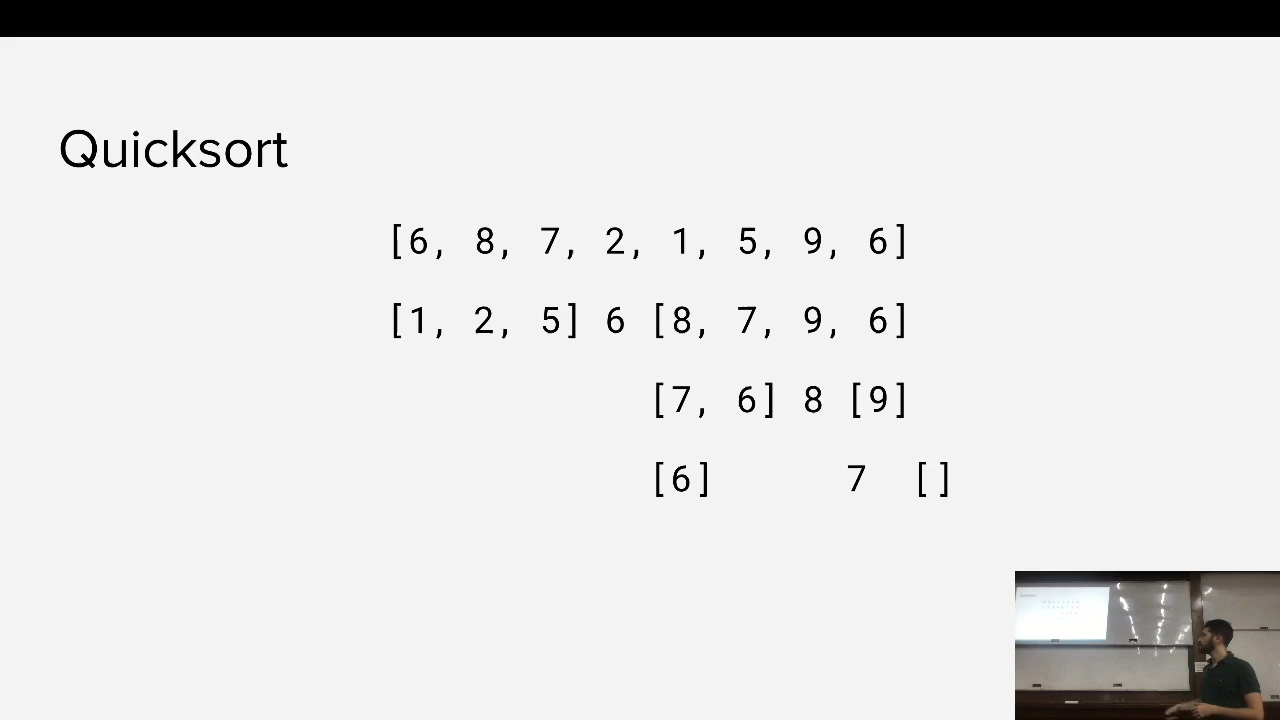 Quicksort
[6, 8, 7, 2, 1, 5, 9, 6]
[1, 2, 5] 6 [8, 7, 9, 6]
[7, 6] 8 [9]
[6] 7 []